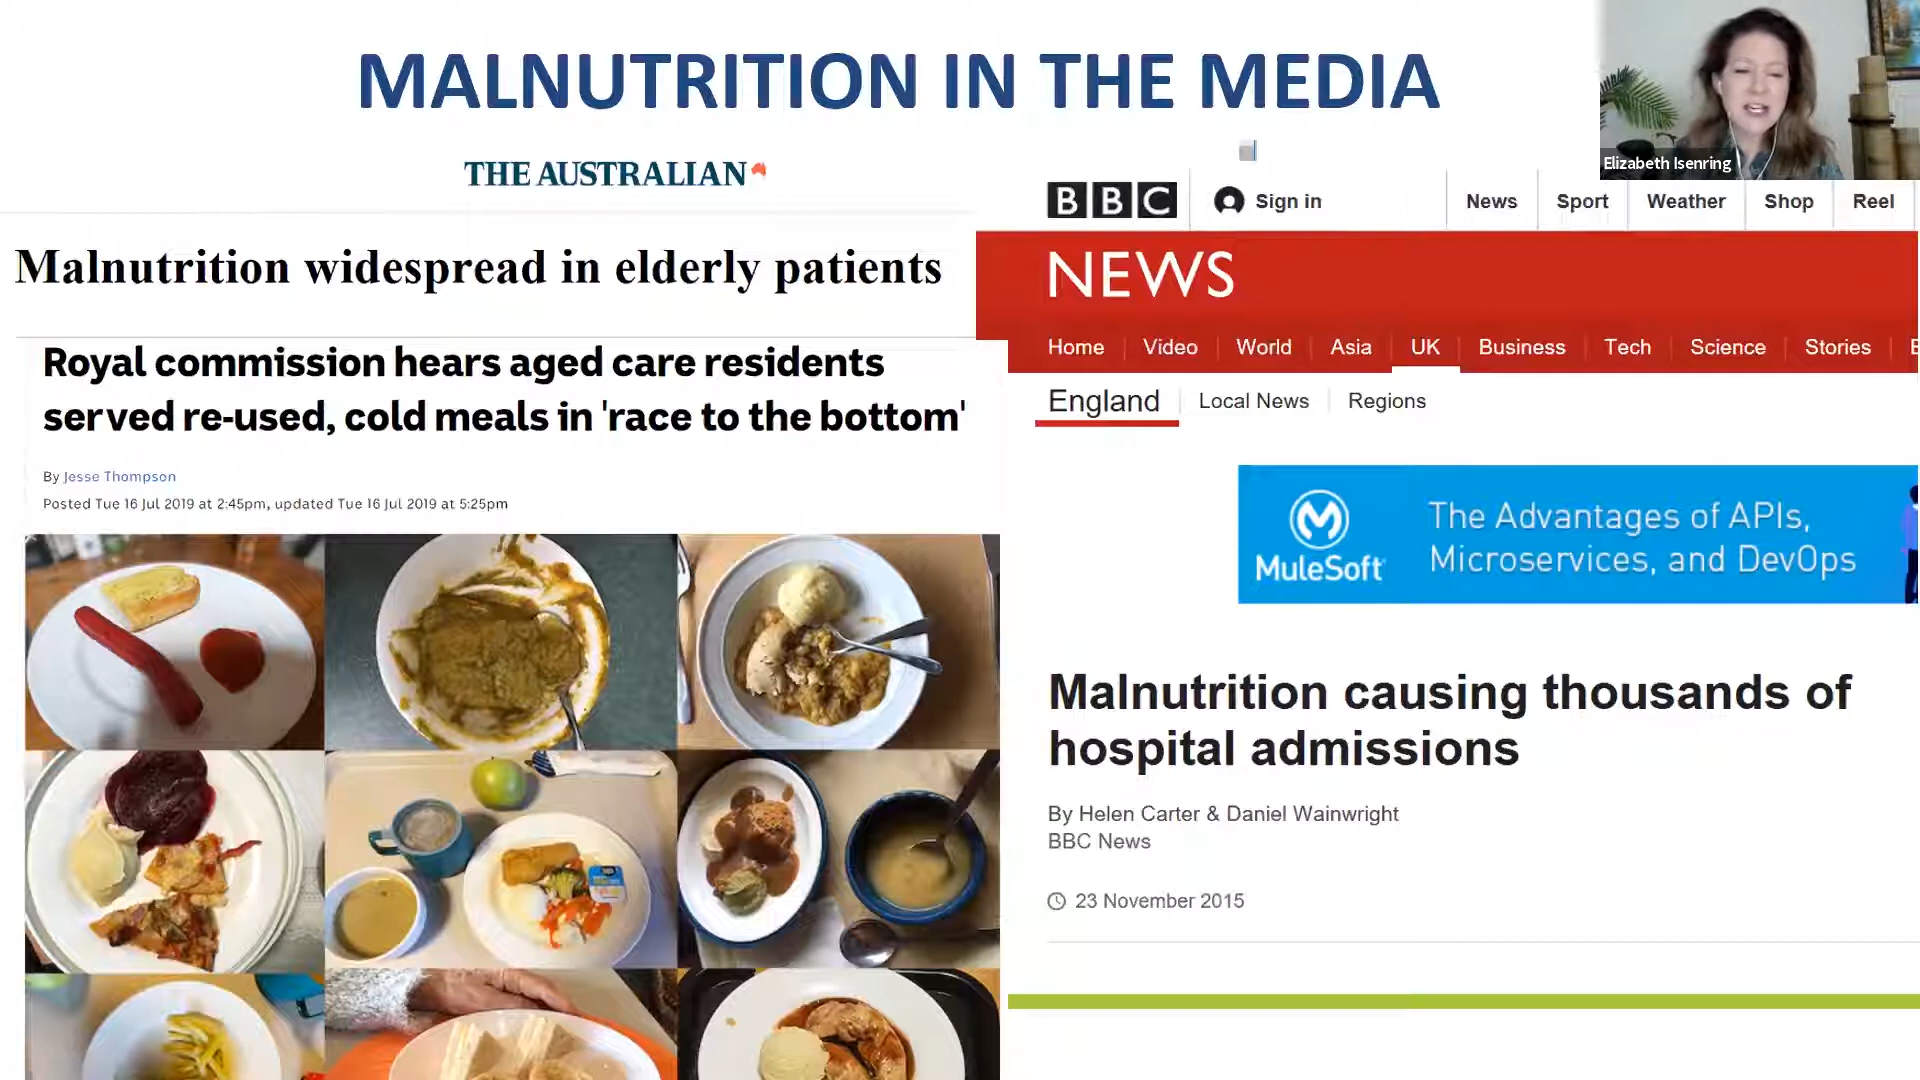 MALNUTRITION IN THE MEDIA
Elizabeth Isenring
THE AUSTRALIAN
Malnutrition widespread in elderly patients
Royal commission hears aged care residents
served re-used, cold meals in 'race to the bottom'
By Jesse Thompson
Posted Tue 16 Jul 2019 at 2:45pm, updated Tue 16 Jul 2019 at 5:25pm
BBC Sign in News Sport Weather Shop Reel
NEWS
Home Video World Asia UK Business Tech Science Stories
England Local News Regions
MuleSoft
The Advantages of APIs,
Microservices, and DevOps
Malnutrition causing thousands of
hospital admissions
By Helen Carter & Daniel Wainwright
BBC News
23 November 2015